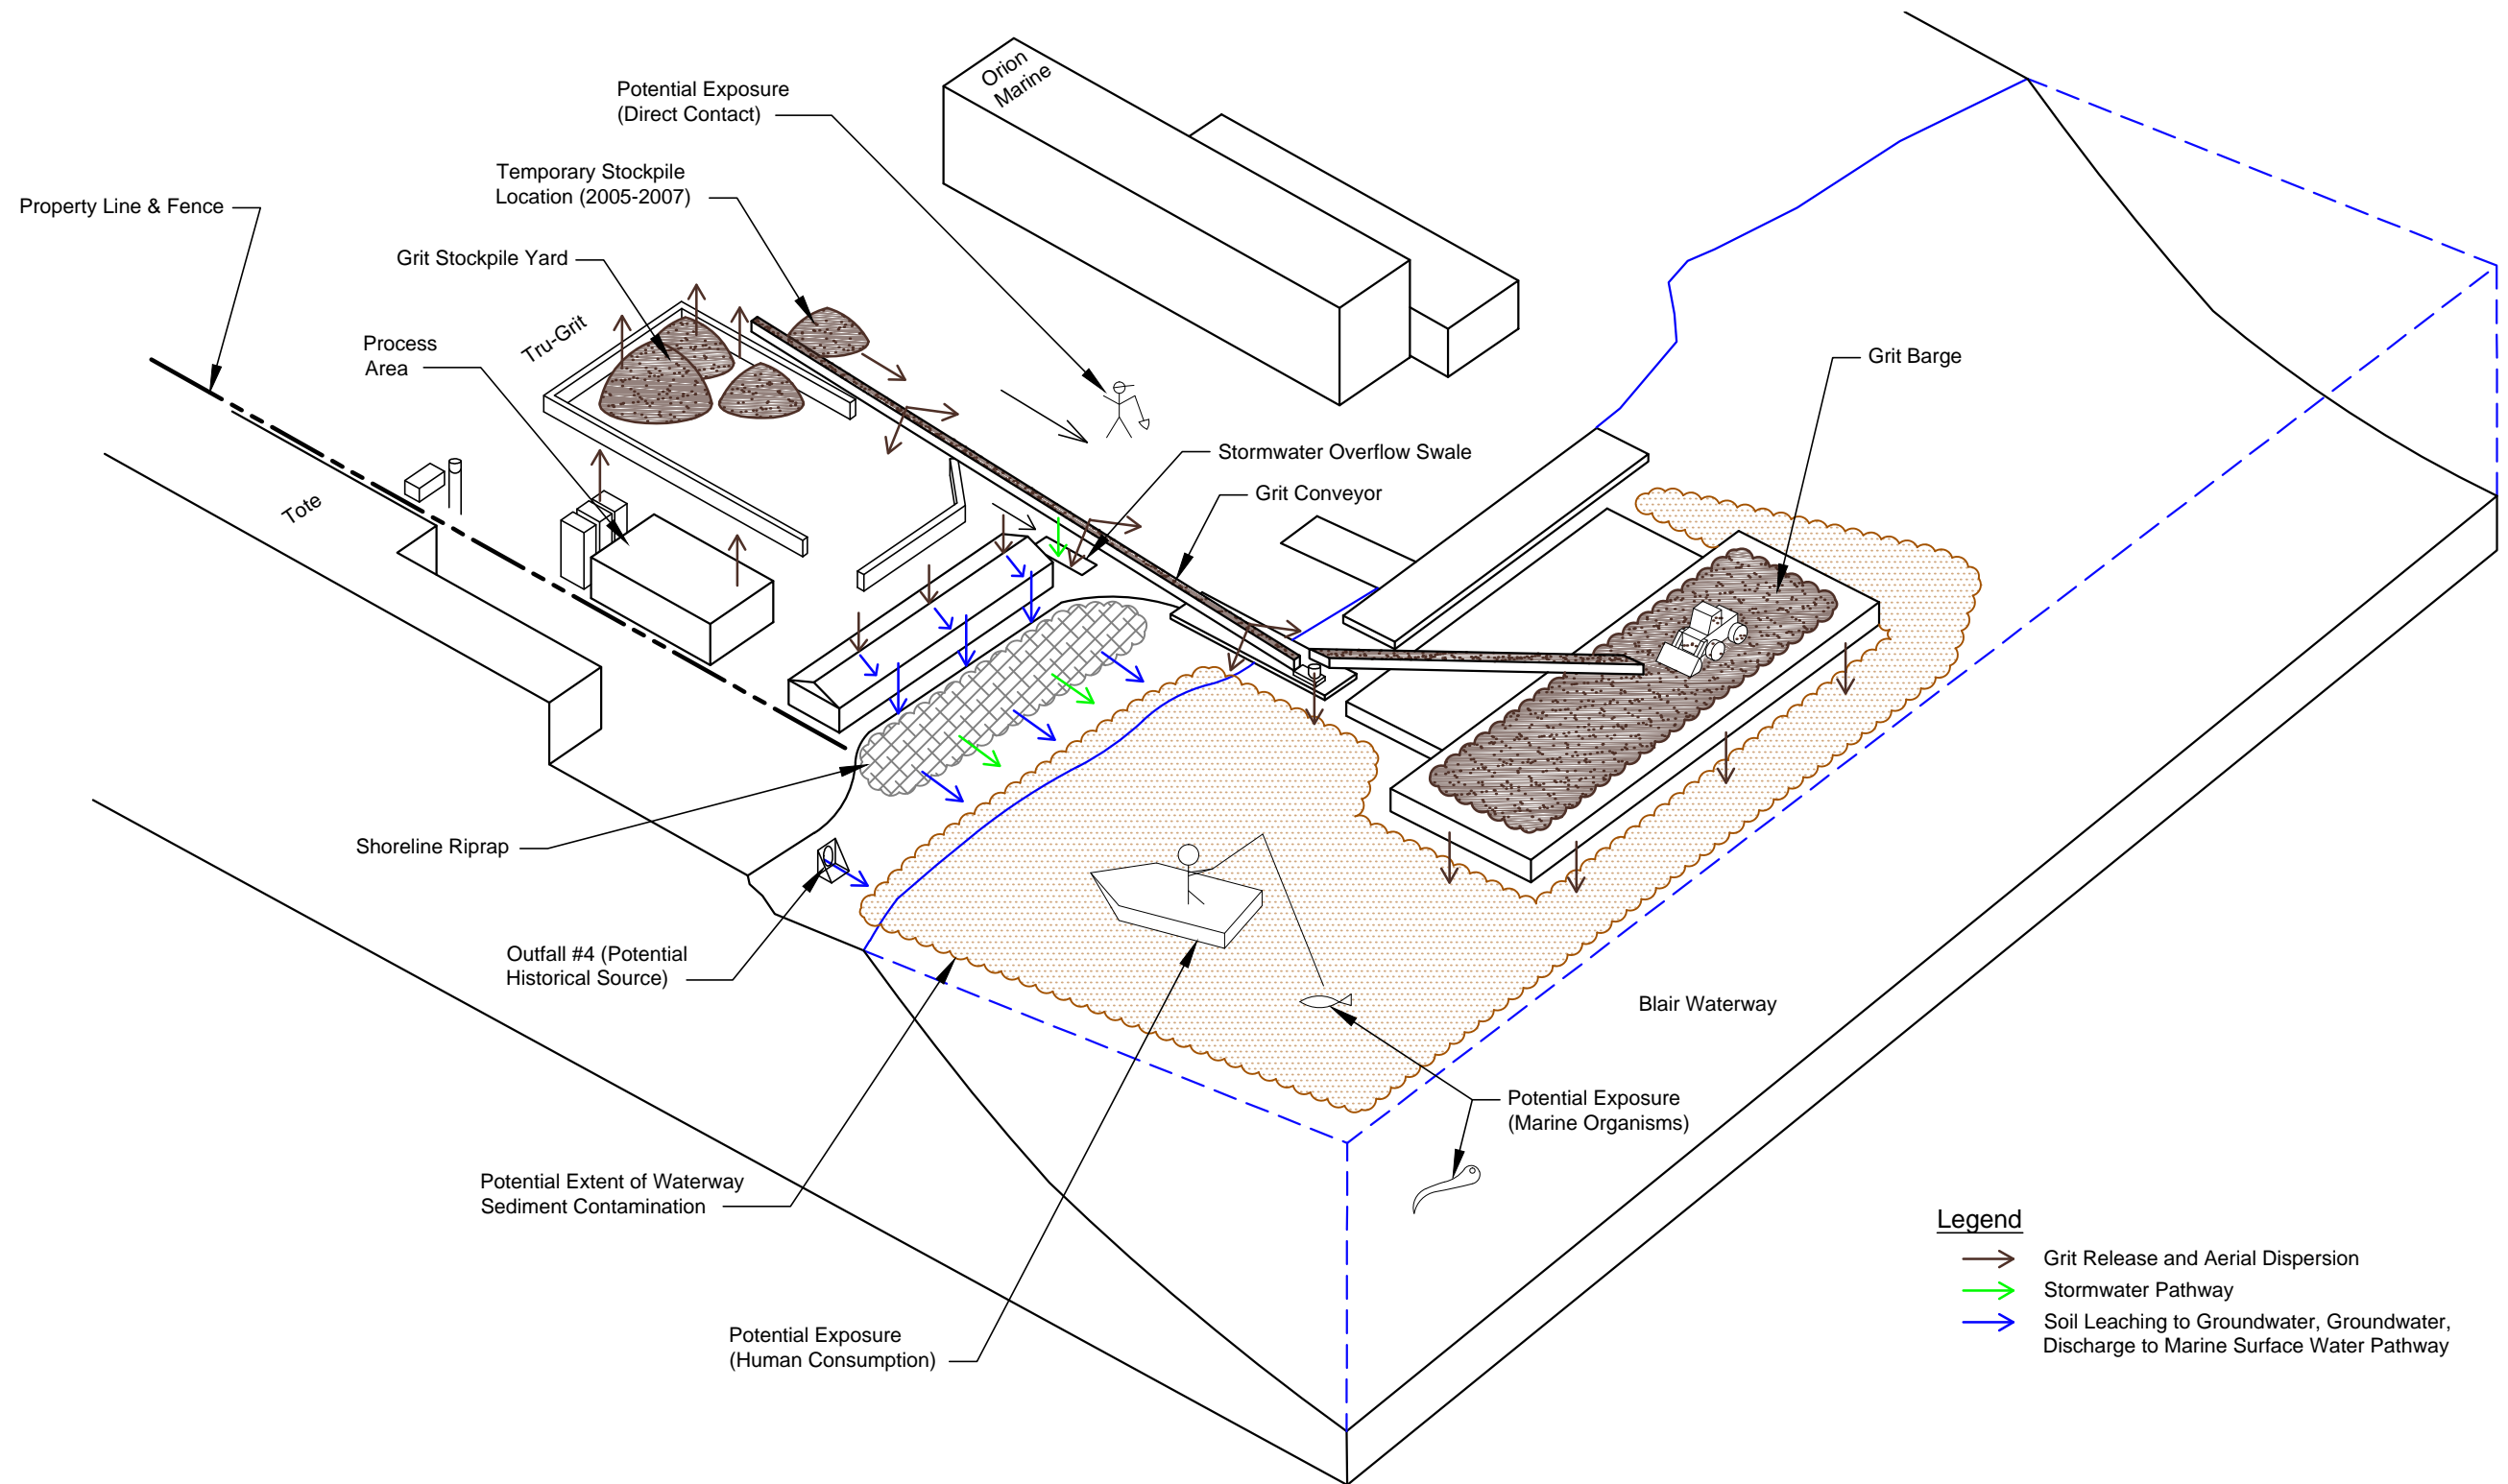 Orion
Marine
Potential Exposure
(Direct Contact)
Temporary Stockpile
Location (2005-2007)
Property Line & Fence
Grit Stockpile Yard
Tru-Grit
Process
Area
Grit Barge
Stormwater Overflow Swale
Grit Conveyor
Tote
Shoreline Riprap
Outfall #4 (Potential
Historical Source)
Blair Waterway
Potential Exposure
(Marine Organisms)
Potential Extent of Waterway
Sediment Contamination
Potential Exposure
(Human Consumption)
Legend
Grit Release and Aerial Dispersion
Stormwater Pathway
Soil Leaching to Groundwater, Groundwater,
Discharge to Marine Surface Water Pathway